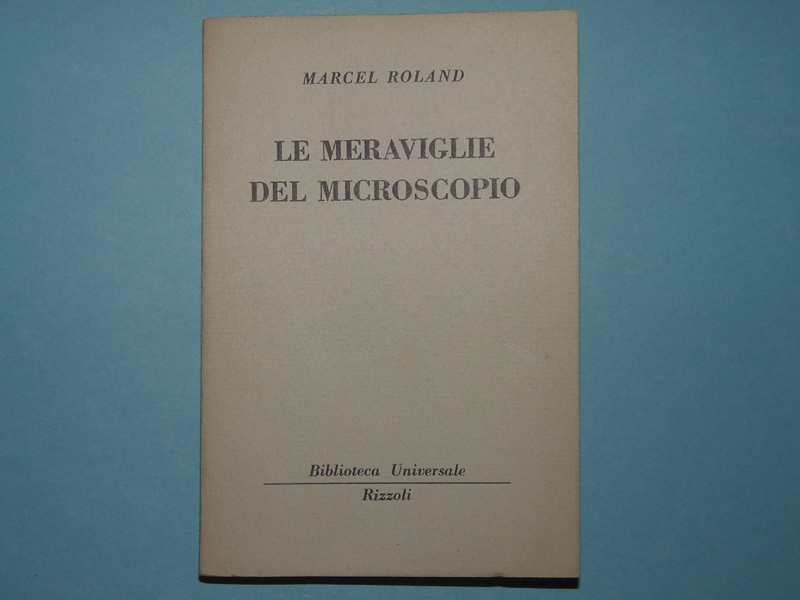 MARCEL ROLAND
LE MERAVIGLIE
DEL MICROSCOPIO
Biblioteca Universale
Rizzoli